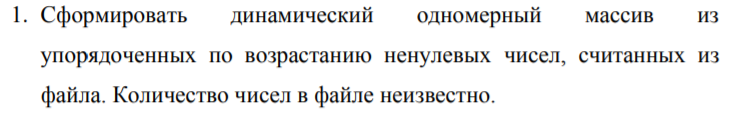 1. Сформировать динамический одномерный массив из
упорядоченных по возрастанию ненулевых чисел, считанных из
файла. Количество чисел в файле неизвестно.